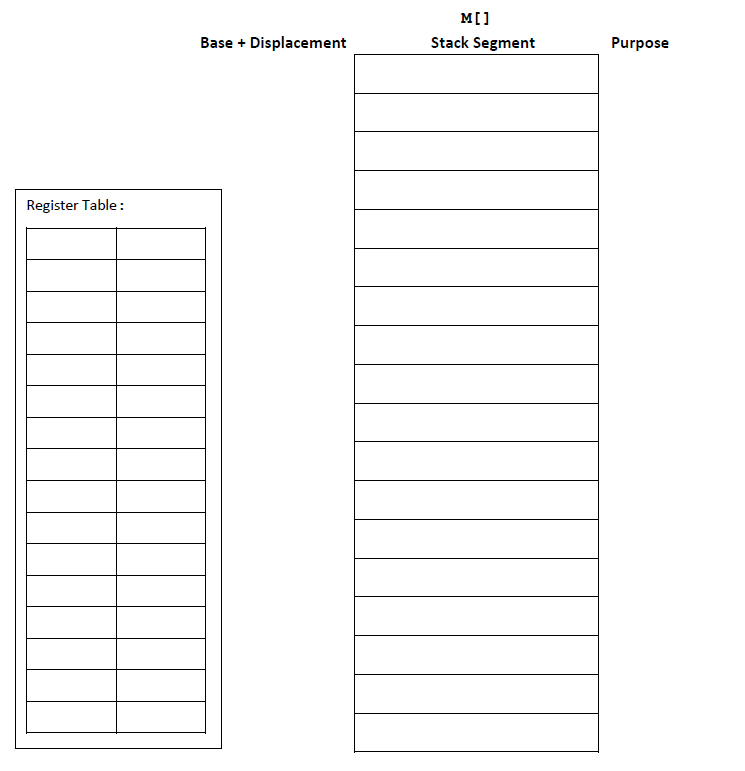 M[]
Base + Displacement Stack Segment Purpose
Register Table: